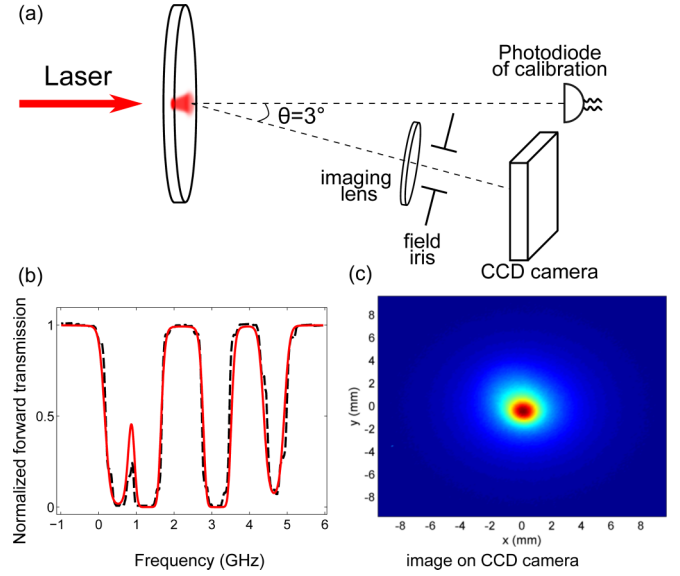 (a)
Laser
Photodiode
of calibration
θ=3°
imaging
lens
field
iris
CCD camera
(b)
Normalized forward transmission
1
0.5
0
-1 0 1 2 3 4 5 6
Frequency (GHz)
(c)
y (mm)
8
6
4
2
0
-2
-4
-6
-8
-8 -6 -4 -2 0 2 4 6 8
x (mm)
image on CCD camera